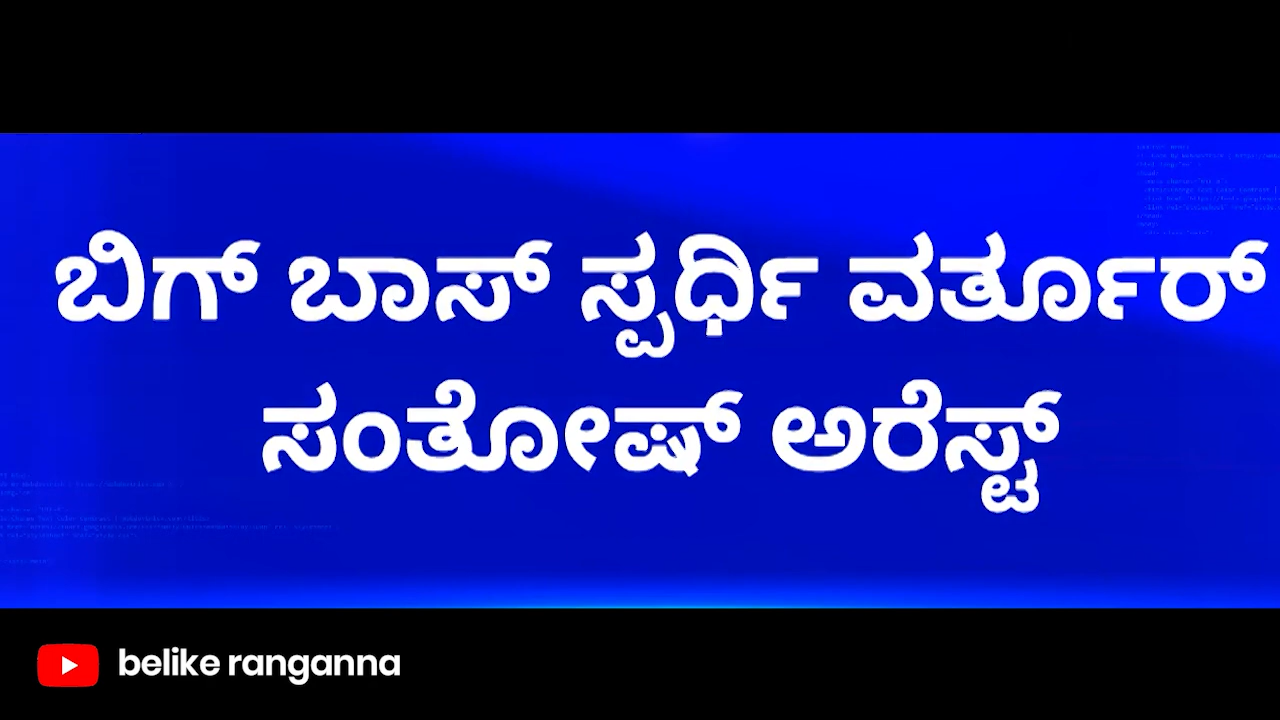 ಬಿಗ್ ಬಾಸ್ ಸ್ಪರ್ಧಿ ವರ್ತೂರ್
ಸಂತೋಷ್ ಅರೆಸ್ಟ್
belike ranganna